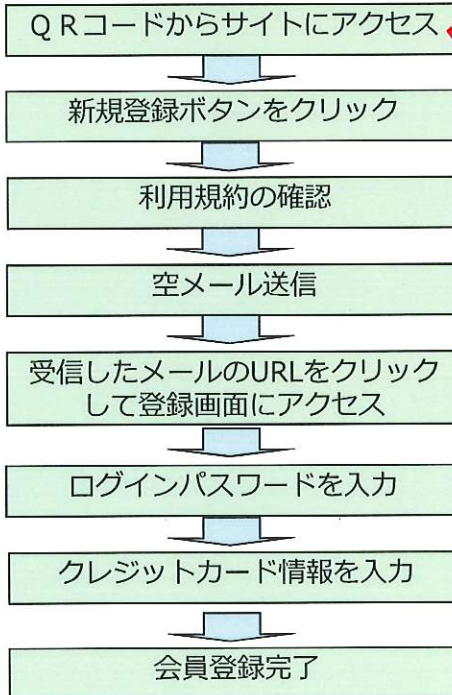 QRコードからサイトにアクセス
新規登録ボタンをクリック
利用規約の確認
空メール送信
受信したメールのURLをクリック
して登録画面にアクセス
ログインパスワードを入力
クレジットカード情報を入力
会員登録完了